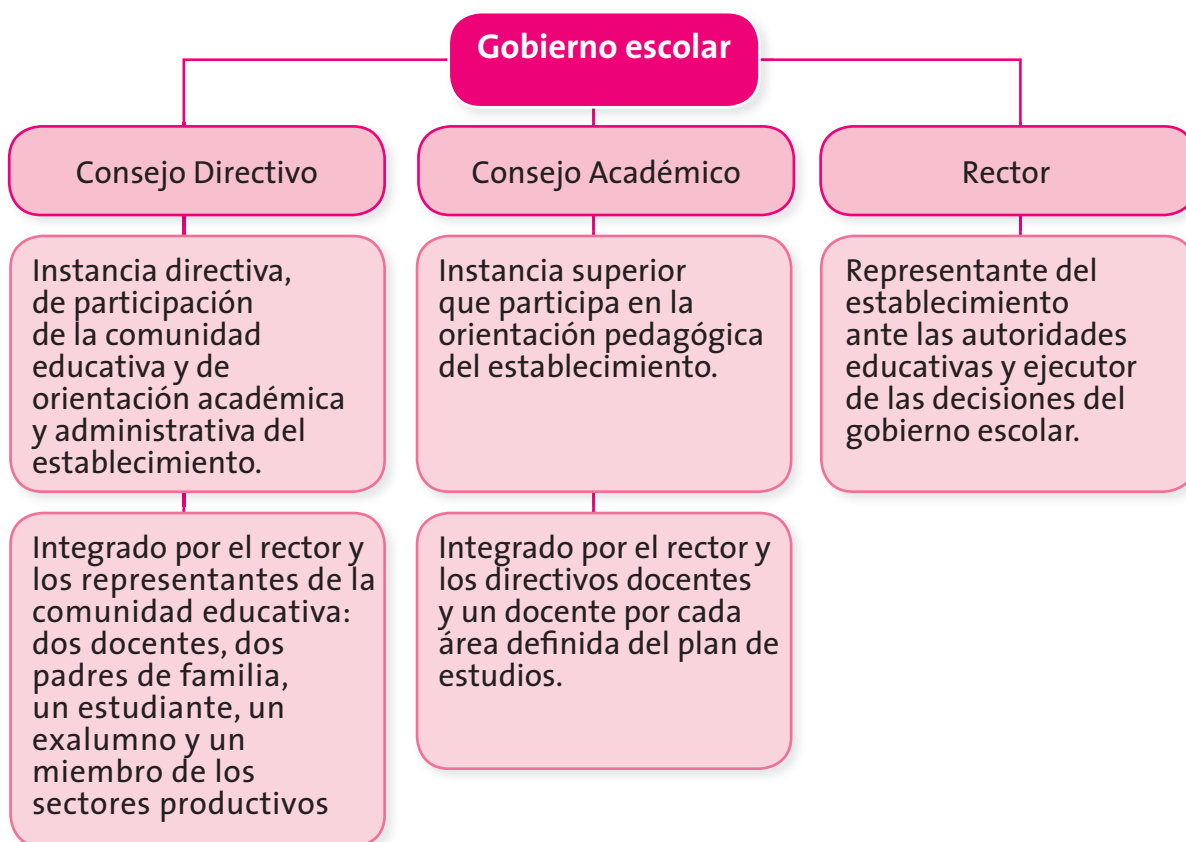 Gobierno escolar
Consejo Directivo
Instancia directiva,
de participación
de la comunidad
educativa y de
orientación académica
y administrativa del
establecimiento.
Integrado por el rector y
los representantes de la
comunidad educativa:
dos docentes, dos
padres de familia,
un estudiante, un
exalumno y un
miembro de los
sectores productivos
Consejo Académico
Instancia superior
que participa en la
orientación pedagógica
del establecimiento.
Integrado por el rector y
los directivos docentes
y un docente por cada
área definida del plan de
estudios.
Rector
Representante del
establecimiento
ante las autoridades
educativas y ejecutor
de las decisiones del
gobierno escolar.